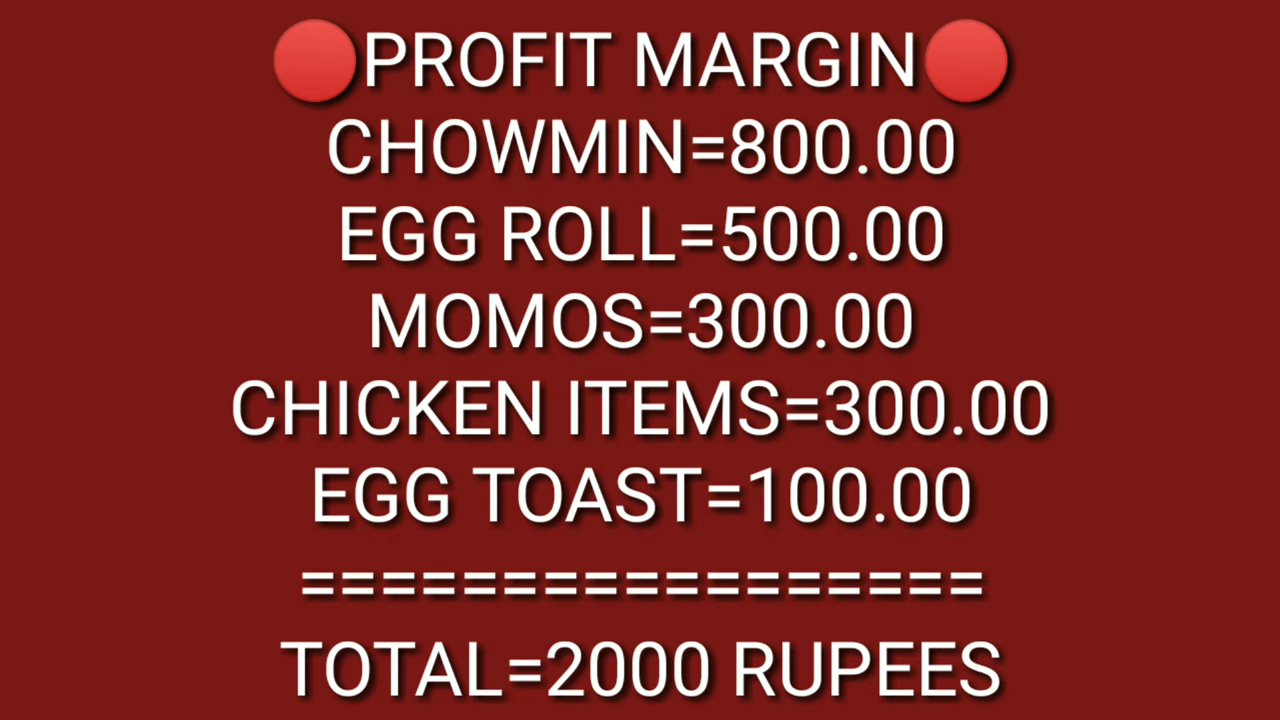 🔴PROFIT MARGIN🔴
CHOWMIN=800.00
EGG ROLL=500.00
MOMOS=300.00
CHICKEN ITEMS=300.00
EGG TOAST=100.00
=================
TOTAL=2000 RUPEES